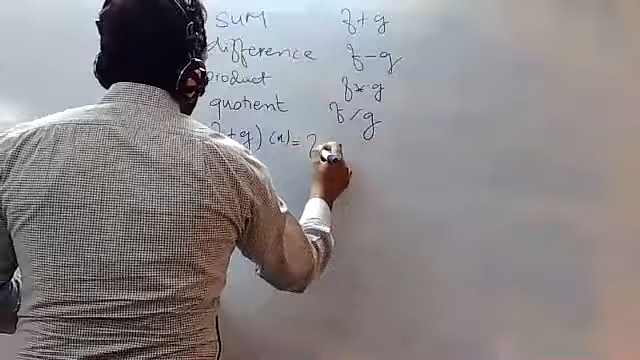 SUM f+g
difference f-g
product f*g
quotient f/g
+g)(x)=